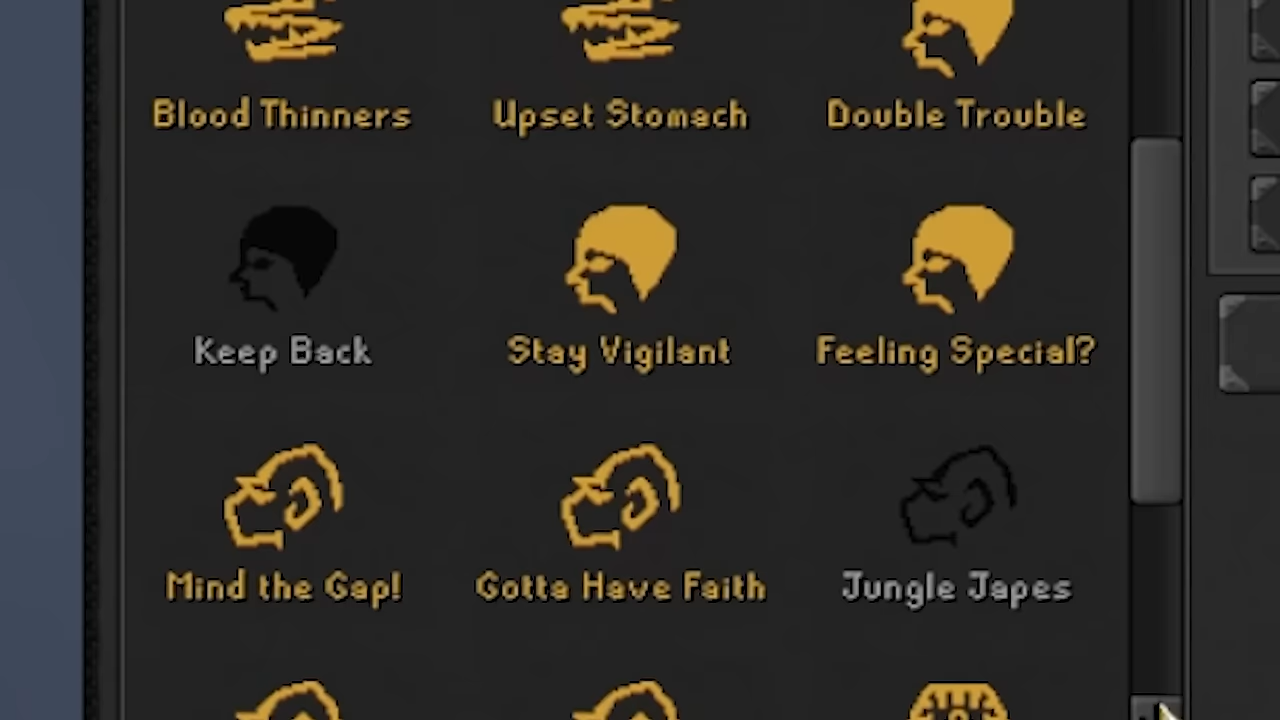 Blood Thinners
Upset Stomach
Double Trouble
Keep Back
Stay Vigilant
Feeling Special?
Mind the Gap!
Gotta Have Faith
Jungle Japes